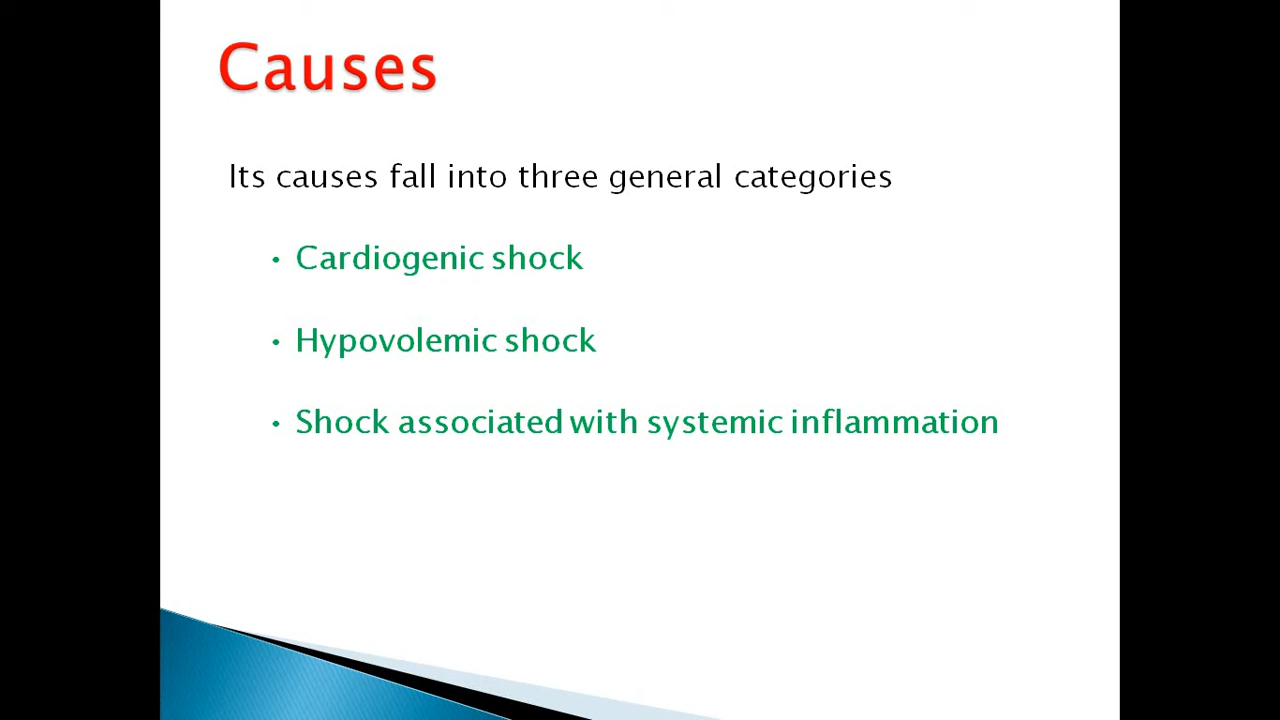 Causes
Its causes fall into three general categories
• Cardiogenic shock
• Hypovolemic shock
• Shock associated with systemic inflammation